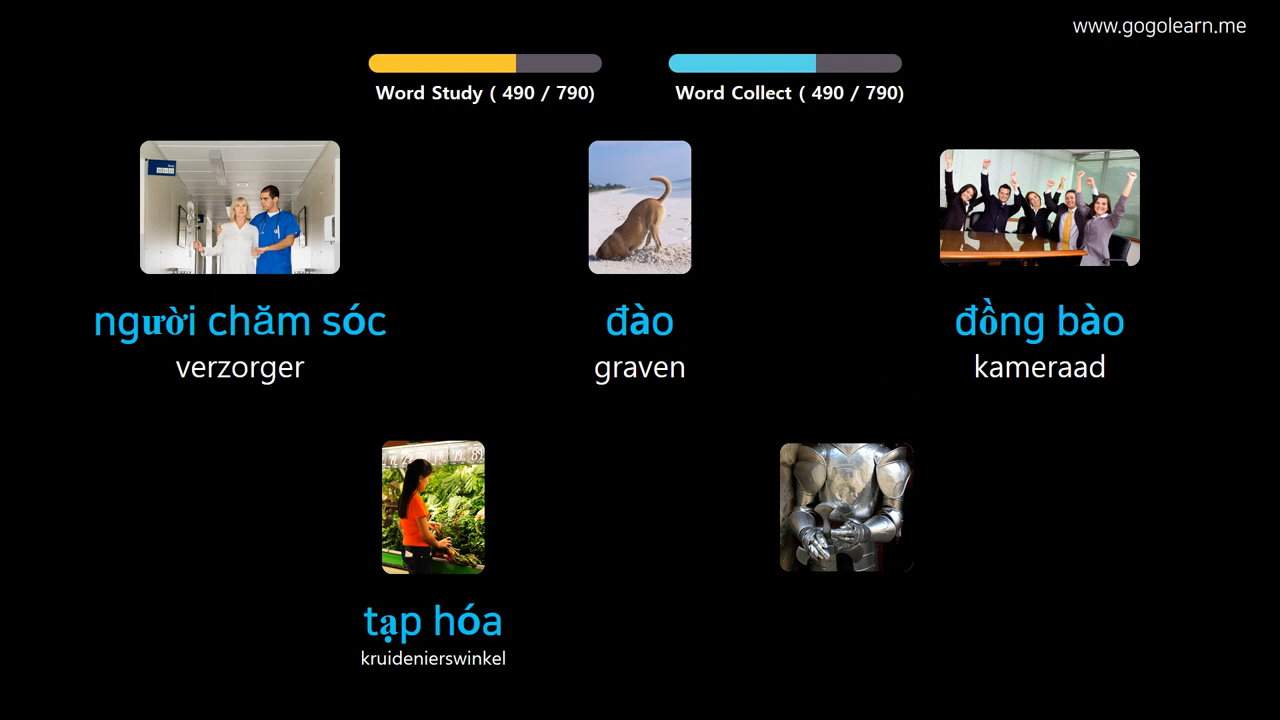 www.gogolearn.me
Word Study ( 490 / 790)
Word Collect ( 490 / 790)
người chăm sóc
verzorger
đào
graven
đồng bào
kameraad
tạp hóa
kruidenierswinkel